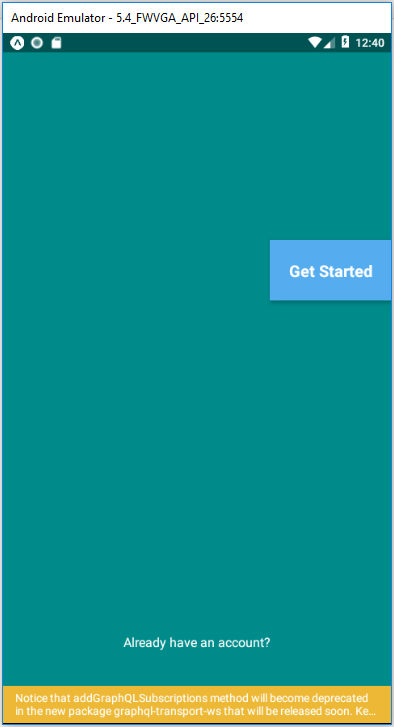 Android Emulator - 5.4_FWVGA_API_26:5554
12:40
Get Started
Already have an account?
Notice that addGraphQLSubscriptions method will become deprecated
in the new package graphql-transport-ws that will be released soon. Ke...